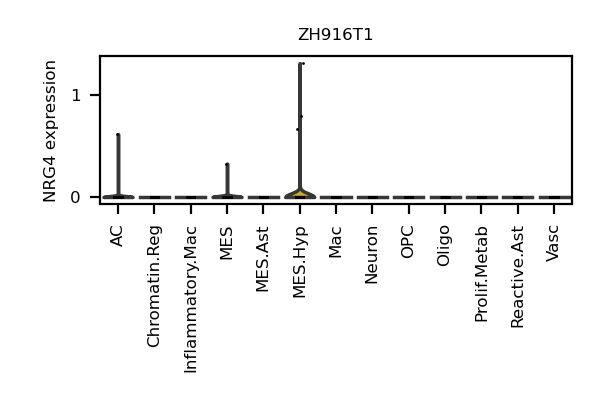 ZH916T1
NRG4 expression
1
0
AC
Chromatin.Reg
Inflammatory.Mac
MES
MES.Ast
MES.Hyp
Mac
Neuron
OPC
Oligo
Prolif.Metab
Reactive.Ast
Vasc